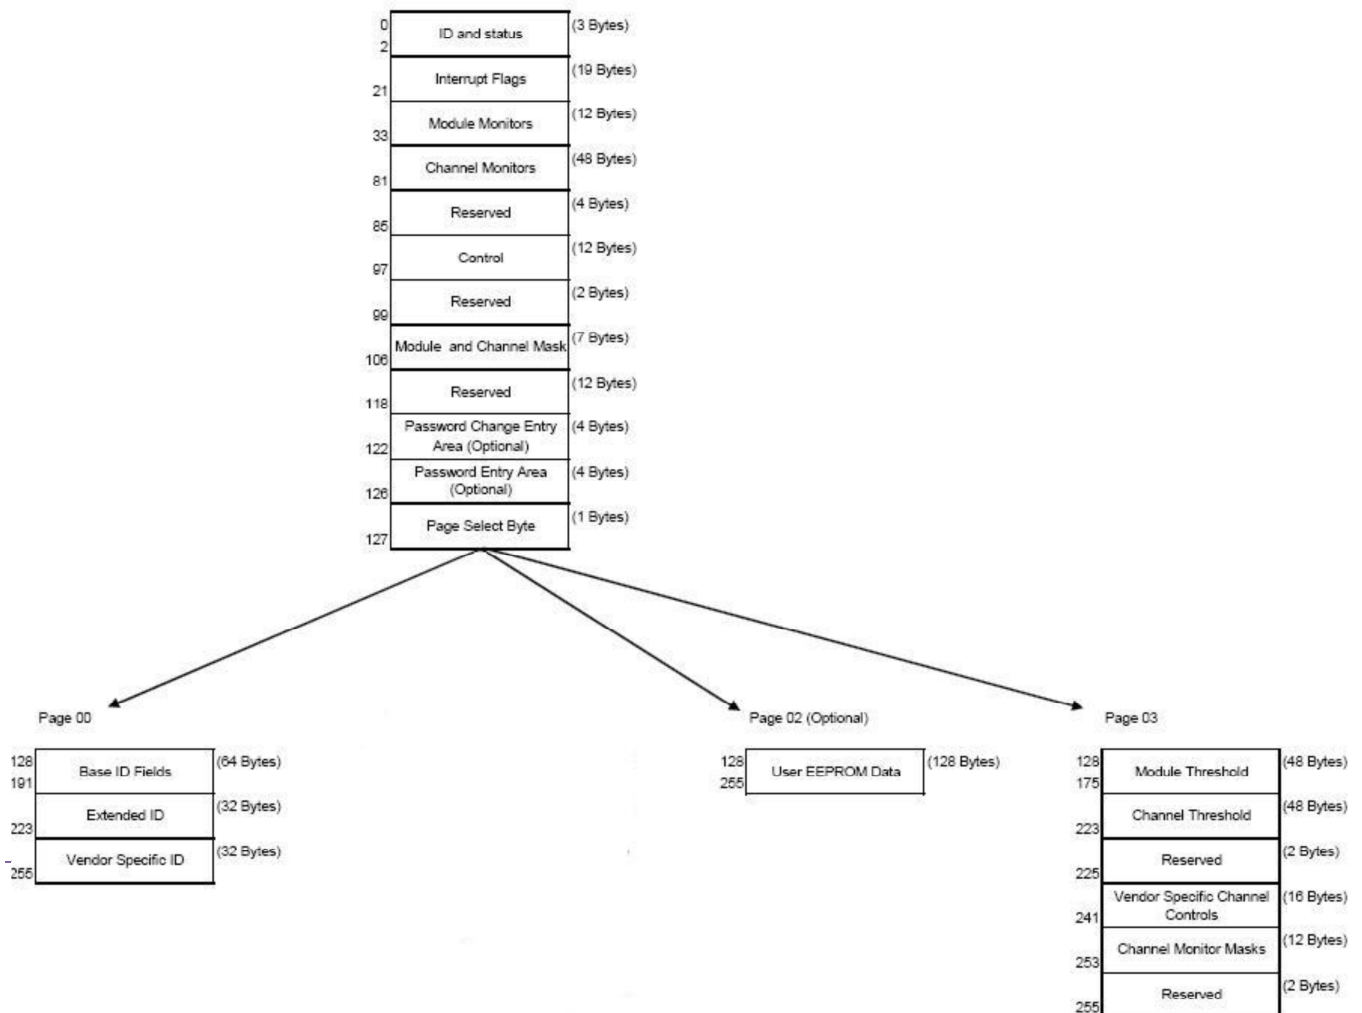 0
ID and status
(3 Bytes)
2
Interrupt Flags
(19 Bytes)
21
Module Monitors
(12 Bytes)
33
Channel Monitors
(48 Bytes)
81
Reserved
(4 Bytes)
85
Control
(12 Bytes)
97
Reserved
(2 Bytes)
99
Module and Channel Mask
(7 Bytes)
106
Reserved
(12 Bytes)
118
Password Change Entry
Area (Optional)
(4 Bytes)
122
Password Entry Area
(Optional)
(4 Bytes)
126
Page Select Byte
(1 Bytes)
127
Page 00
128
Base ID Fields
(64 Bytes)
191
Extended ID
(32 Bytes)
223
Vendor Specific ID
(32 Bytes)
255
Page 02 (Optional)
128
User EEPROM Data
(128 Bytes)
255
Page 03
128
Module Threshold
(48 Bytes)
175
Channel Threshold
(48 Bytes)
223
Reserved
(2 Bytes)
225
Vendor Specific Channel
Controls
(16 Bytes)
241
Channel Monitor Masks
(12 Bytes)
253
Reserved
(2 Bytes)
255